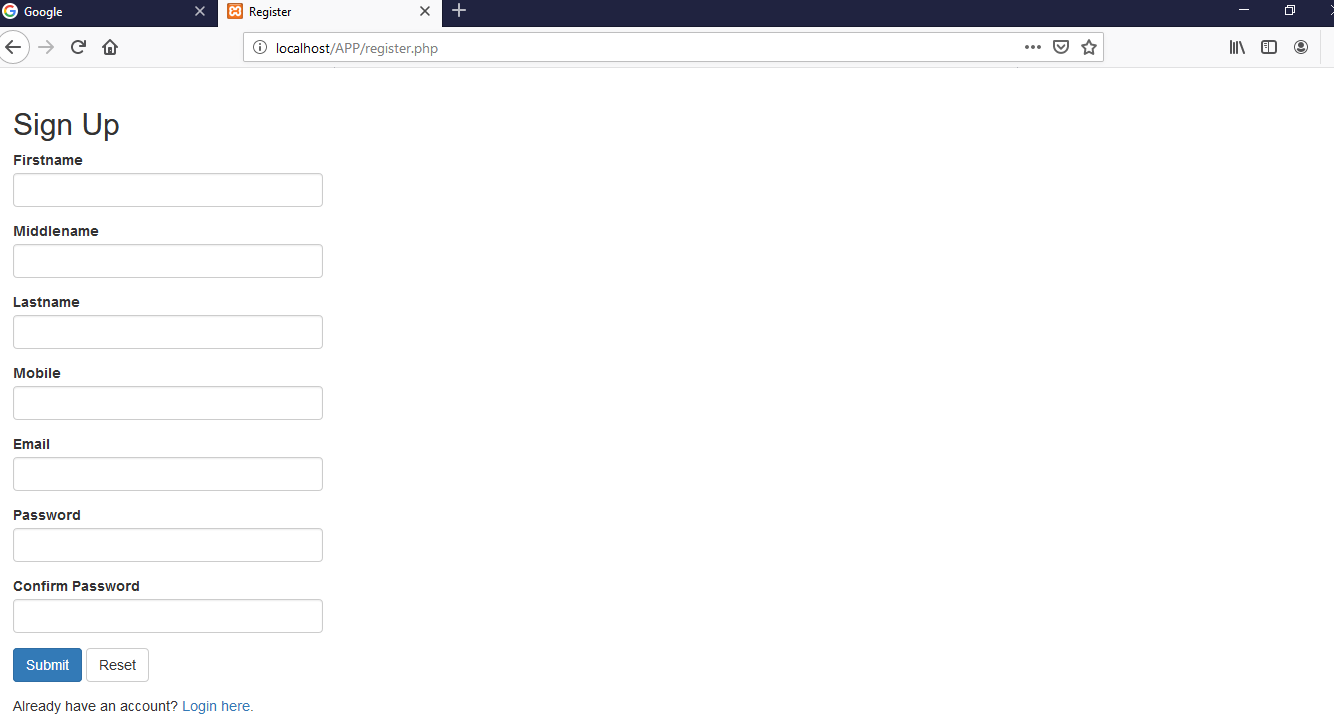 Google
Register
localhost/APP/register.php
Sign Up
Firstname
Middlename
Lastname
Mobile
Email
Password
Confirm Password
Submit Reset
Already have an account? Login here.